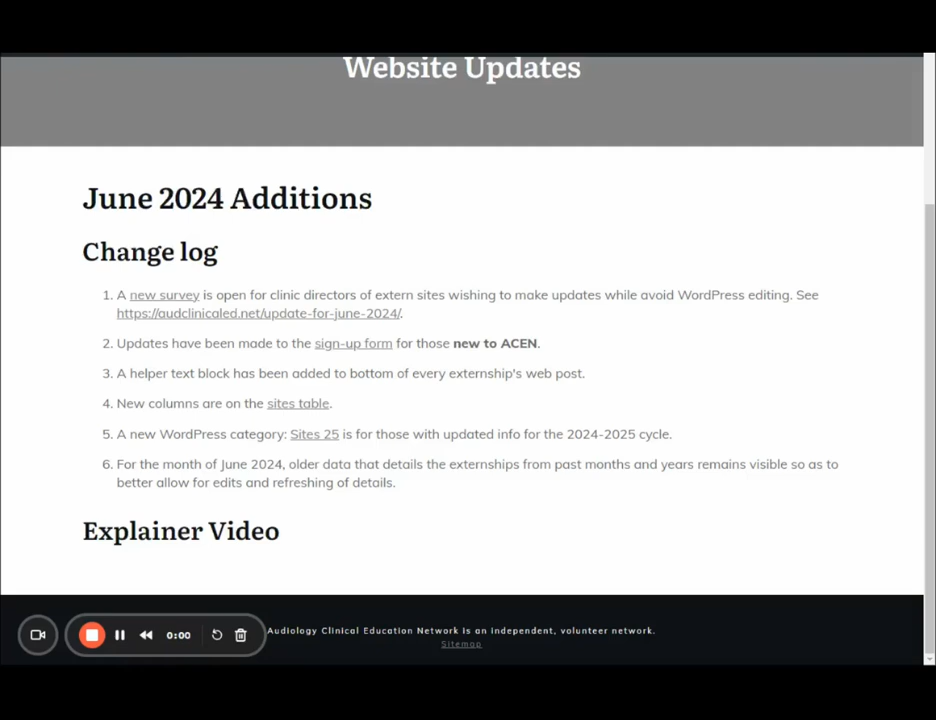 Website Updates
June 2024 Additions
Change log
1. A new survey is open for clinic directors of extern sites wishing to make updates while avoid WordPress editing. See
https://audclinicaled.net/update-for-june-2024/.
2. Updates have been made to the sign-up form for those new to ACEN.
3. A helper text block has been added to bottom of every externship's web post.
4. New columns are on the sites table.
5. A new WordPress category: Sites 25 is for those with updated info for the 2024-2025 cycle.
6. For the month of June 2024, older data that details the externships from past months and years remains visible so as to
better allow for edits and refreshing of details.
Explainer Video
0:00
Audiology Clinical Education Network is an independent, volunteer network.
Sitemap